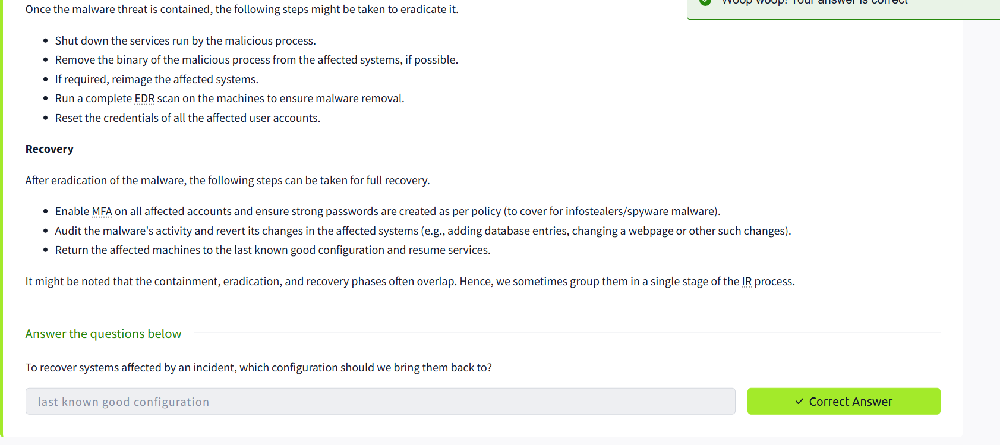 Once the malware threat is contained, the following steps might be taken to eradicate it.
Woop woop! Your answer is correct
Shut down the services run by the malicious process.
Remove the binary of the malicious process from the affected systems, if possible.
If required, reimage the affected systems.
Run a complete EDR scan on the machines to ensure malware removal.
Reset the credentials of all the affected user accounts.
Recovery
After eradication of the malware, the following steps can be taken for full recovery.
Enable MFA on all affected accounts and ensure strong passwords are created as per policy (to cover for infostealers/spyware malware).
Audit the malware's activity and revert its changes in the affected systems (e.g., adding database entries, changing a webpage or other such changes).
Return the affected machines to the last known good configuration and resume services.
It might be noted that the containment, eradication, and recovery phases often overlap. Hence, we sometimes group them in a single stage of the IR process.
Answer the questions below
To recover systems affected by an incident, which configuration should we bring them back to?
last known good configuration
Correct Answer